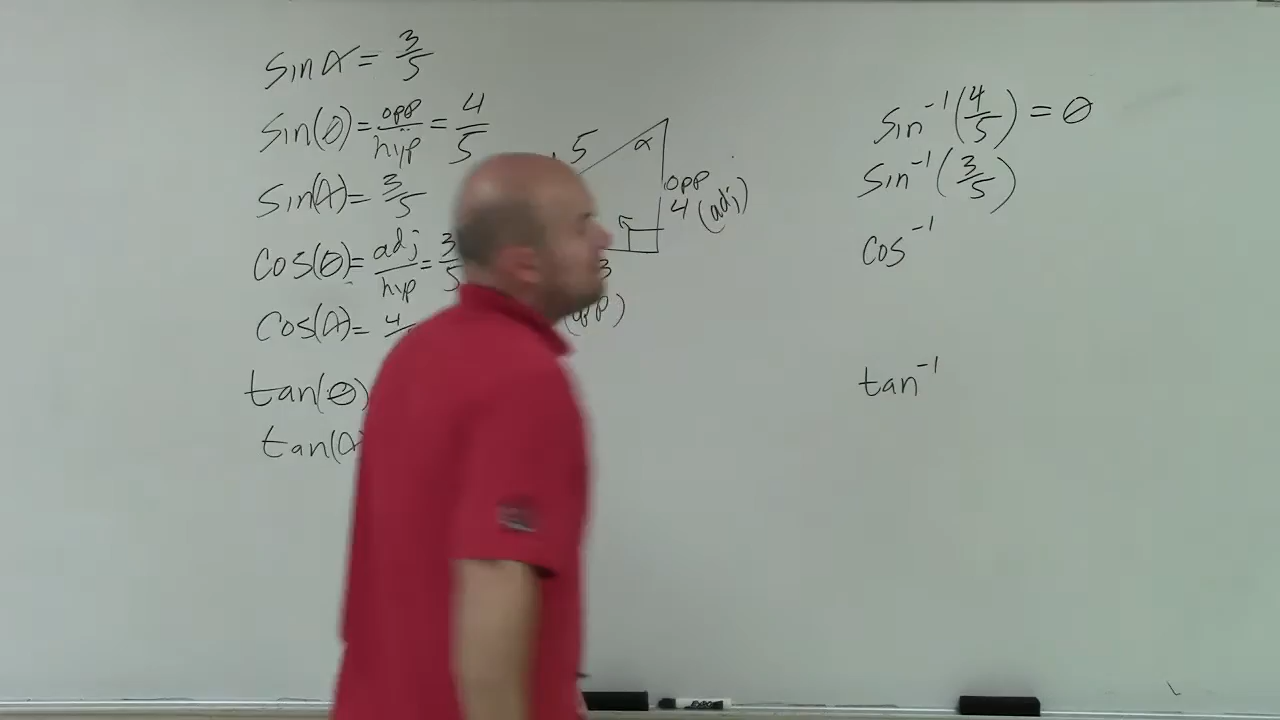 sin α = 3/5
sin(θ) = opp/hyp = 4/5
sin(A) = 3/5
cos(θ) = adj/hyp = 3/5
cos(A) = 4
tan(θ)
tan(A
5
α
opp
4 (adj)
3
(opp)
sin⁻¹(4/5) = θ
sin⁻¹(3/5)
cos⁻¹
tan⁻¹